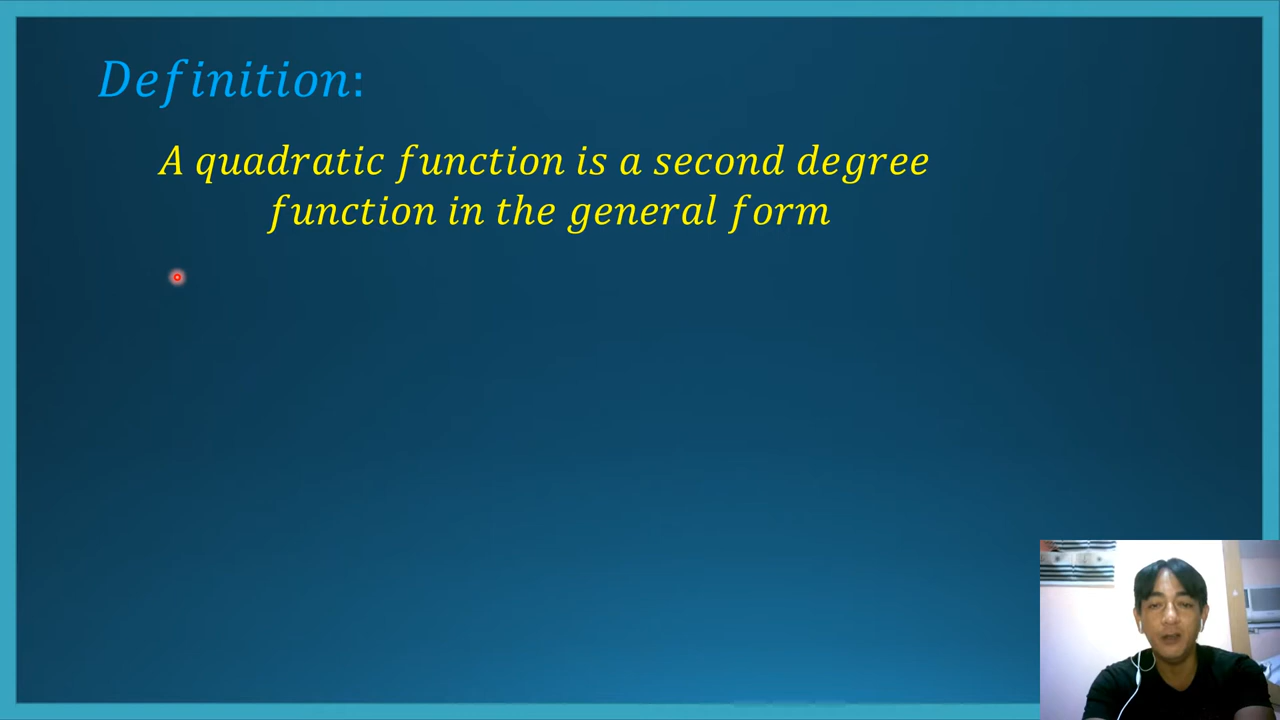 Definition:
A quadratic function is a second degree
function in the general form